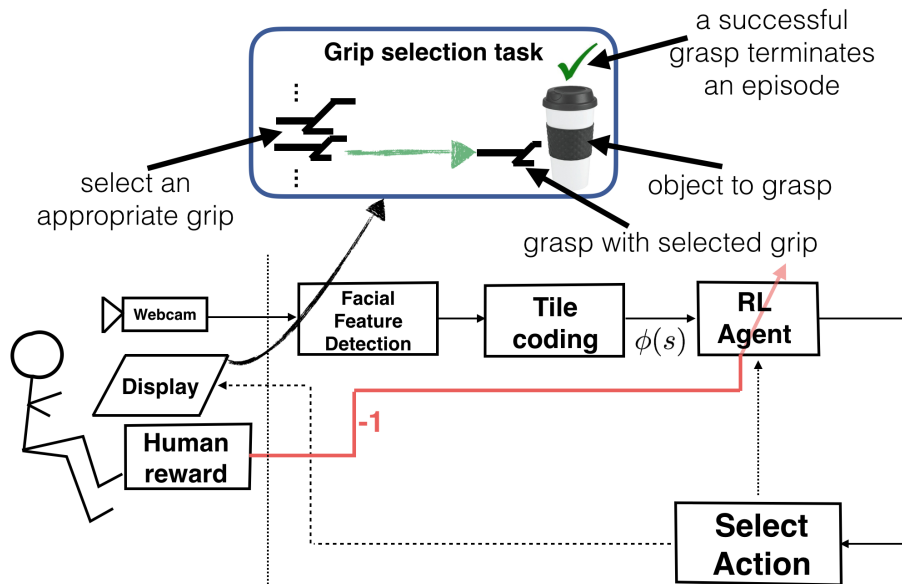 a successful
grasp terminates
an episode
Grip selection task
select an
appropriate grip
object to grasp
grasp with selected grip
Webcam
Facial
Feature
Detection
Tile
coding
ϕ(s)
RL
Agent
Display
-1
Human
reward
Select
Action